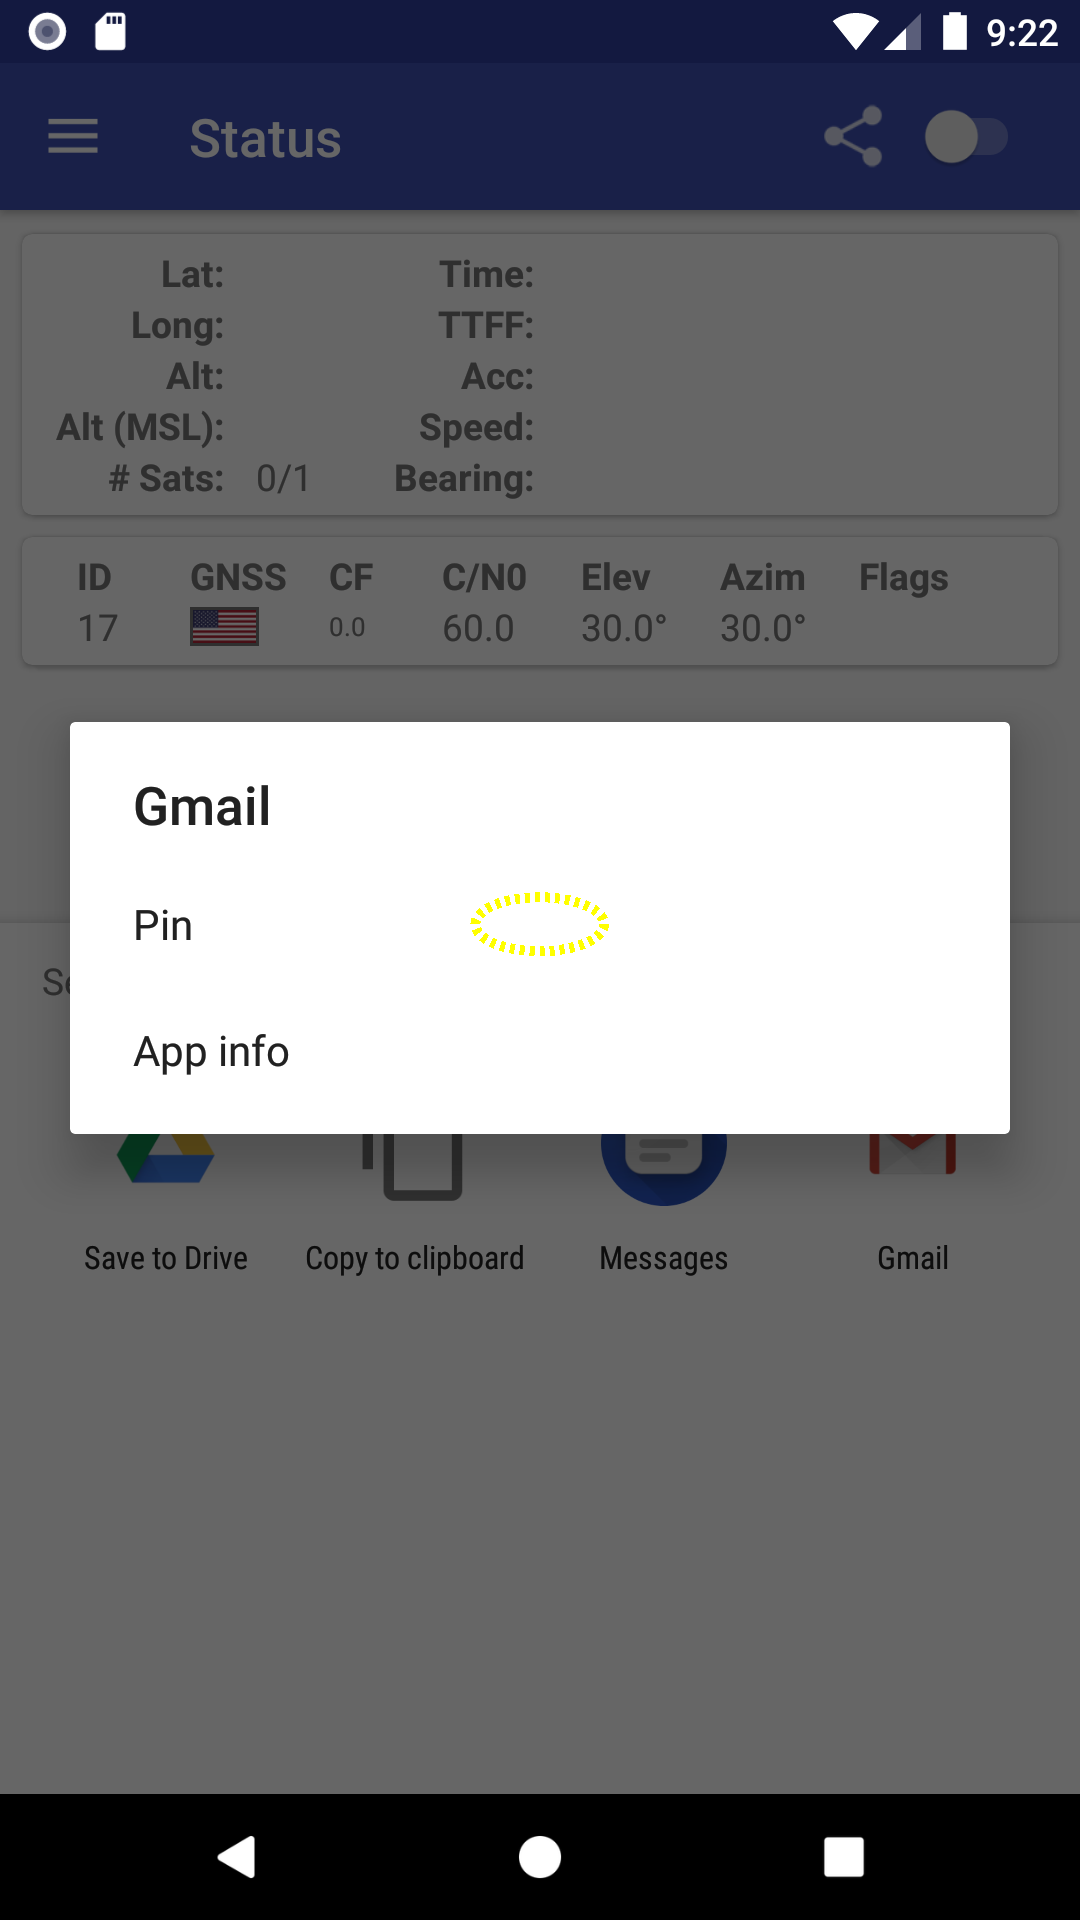 9:22
Status
Lat: Time:
Long: TTFF:
Alt: Acc:
Alt (MSL): Speed:
# Sats: 0/1 Bearing:
ID GNSS CF C/N0 Elev Azim Flags
17 0.0 60.0 30.0° 30.0°
Gmail
Pin
App info
Save to Drive Copy to clipboard Messages Gmail